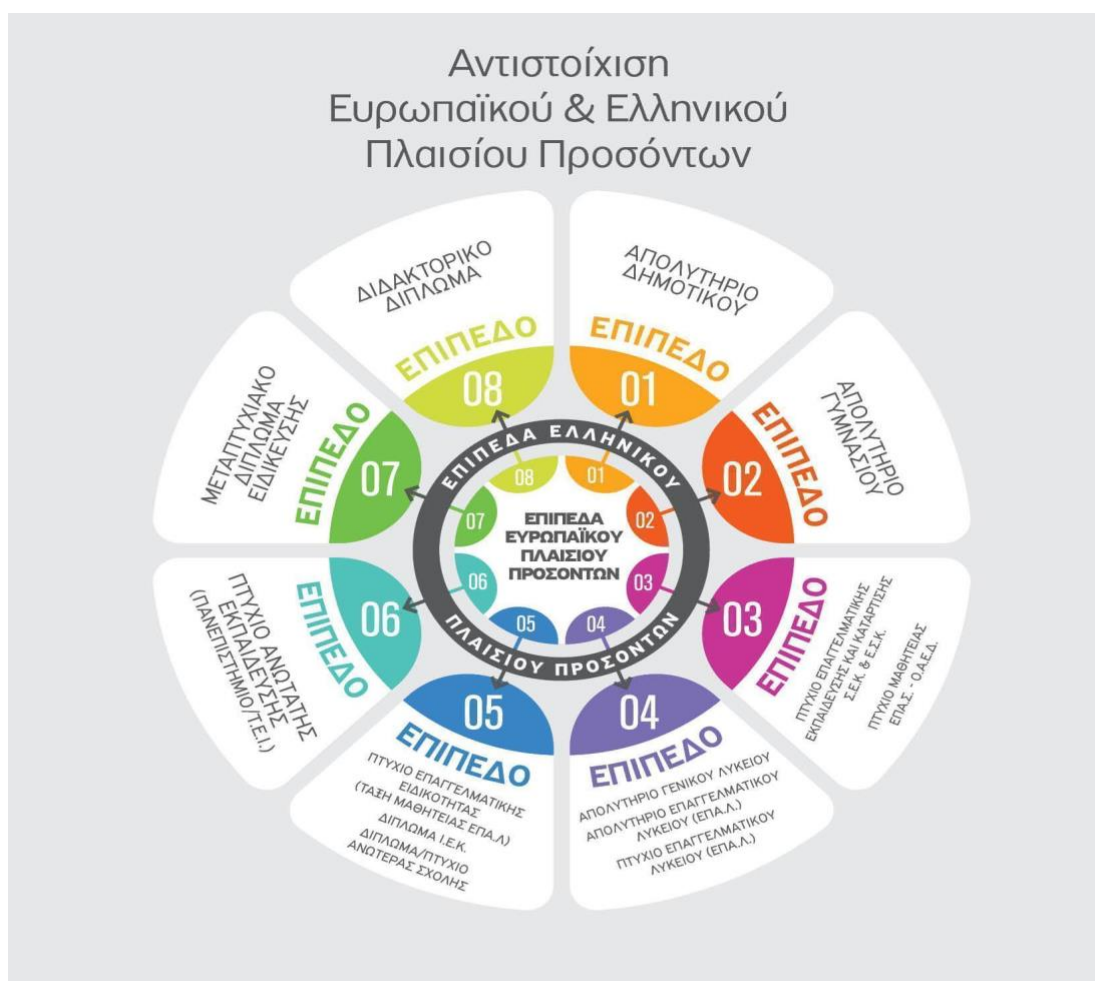 Αντιστοίχιση
Ευρωπαϊκού & Ελληνικού
Πλαισίου Προσόντων
ΑΠΟΛΥΤΗΡΙΟ
ΔΗΜΟΤΙΚΟΥ
ΕΠΙΠΕΔΟ
01
ΑΠΟΛΥΤΗΡΙΟ
ΓΥΜΝΑΣΙΟΥ
ΕΠΙΠΕΔΟ
02
ΕΠΙΠΕΔΟ
03
ΠΤΥΧΙΟ ΕΠΑΓΓΕΛΜΑΤΙΚΗΣ
ΕΚΠΑΙΔΕΥΣΗΣ ΚΑΙ ΚΑΤΑΡΤΙΣΗΣ
Σ.Ε.Κ. & Ε.Σ.Κ.
ΠΤΥΧΙΟ ΜΑΘΗΤΕΙΑΣ
ΕΠΑ.Σ. - Ο.Α.Ε.Δ.
04
ΕΠΙΠΕΔΟ
ΑΠΟΛΥΤΗΡΙΟ ΓΕΝΙΚΟΥ ΛΥΚΕΙΟΥ
ΑΠΟΛΥΤΗΡΙΟ ΕΠΑΓΓΕΛΜΑΤΙΚΟΥ
ΛΥΚΕΙΟΥ (ΕΠΑ.Λ.)
ΠΤΥΧΙΟ ΕΠΑΓΓΕΛΜΑΤΙΚΟΥ
ΛΥΚΕΙΟΥ (ΕΠΑ.Λ.)
05
ΕΠΙΠΕΔΟ
ΠΤΥΧΙΟ ΕΠΑΓΓΕΛΜΑΤΙΚΗΣ
ΕΙΔΙΚΟΤΗΤΑΣ
(ΤΑΞΗ ΜΑΘΗΤΕΙΑΣ ΕΠΑ.Λ)
ΔΙΠΛΩΜΑ Ι.Ε.Κ.
ΔΙΠΛΩΜΑ/ΠΤΥΧΙΟ
ΑΝΩΤΕΡΑΣ ΣΧΟΛΗΣ
06
ΕΠΙΠΕΔΟ
ΠΤΥΧΙΟ ΑΝΩΤΑΤΗΣ
ΕΚΠΑΙΔΕΥΣΗΣ
(ΠΑΝΕΠΙΣΤΗΜΙΟ/Τ.Ε.Ι.)
ΜΕΤΑΠΤΥΧΙΑΚΟ
ΔΙΠΛΩΜΑ
ΕΙΔΙΚΕΥΣΗΣ
ΕΠΙΠΕΔΟ
07
ΔΙΔΑΚΤΟΡΙΚΟ
ΔΙΠΛΩΜΑ
ΕΠΙΠΕΔΟ
08
ΕΠΙΠΕΔΑ ΕΛΛΗΝΙΚΟΥ
ΠΛΑΙΣΙΟΥ ΠΡΟΣΟΝΤΩΝ
01
02
03
04
05
06
07
08
ΕΠΙΠΕΔΑ
ΕΥΡΩΠΑΪΚΟΥ
ΠΛΑΙΣΙΟΥ
ΠΡΟΣΟΝΤΩΝ